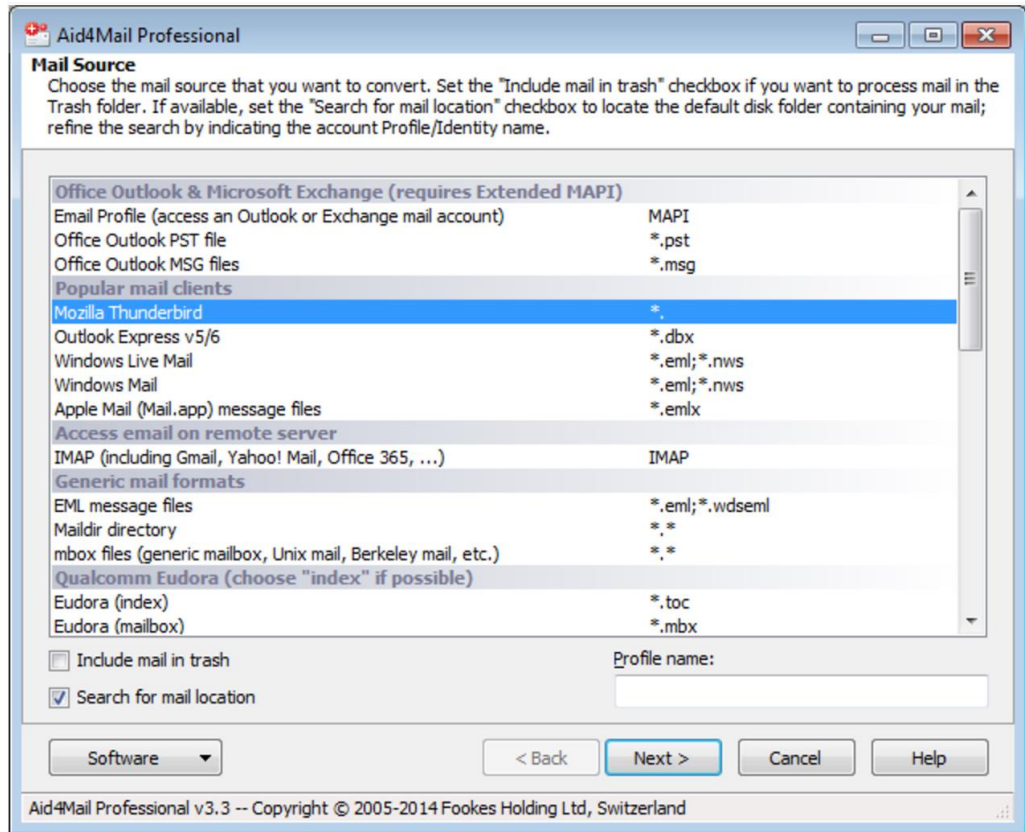 Aid4Mail Professional
Mail Source
Choose the mail source that you want to convert. Set the "Include mail in trash" checkbox if you want to process mail in the
Trash folder. If available, set the "Search for mail location" checkbox to locate the default disk folder containing your mail;
refine the search by indicating the account Profile/Identity name.
Office Outlook & Microsoft Exchange (requires Extended MAPI)
Email Profile (access an Outlook or Exchange mail account) MAPI
Office Outlook PST file *.pst
Office Outlook MSG files *.msg
Popular mail clients
Mozilla Thunderbird *.
Outlook Express v5/6 *.dbx
Windows Live Mail *.eml;*.nws
Windows Mail *.eml;*.nws
Apple Mail (Mail.app) message files *.emlx
Access email on remote server
IMAP (including Gmail, Yahoo! Mail, Office 365, ...) IMAP
Generic mail formats
EML message files *.eml;*.wdseml
Maildir directory *.*
mbox files (generic mailbox, Unix mail, Berkeley mail, etc.) *.*
Qualcomm Eudora (choose "index" if possible)
Eudora (index) *.toc
Eudora (mailbox) *.mbx
Include mail in trash Profile name:
Search for mail location
Software < Back Next > Cancel Help
Aid4Mail Professional v3.3 -- Copyright © 2005-2014 Fookes Holding Ltd, Switzerland